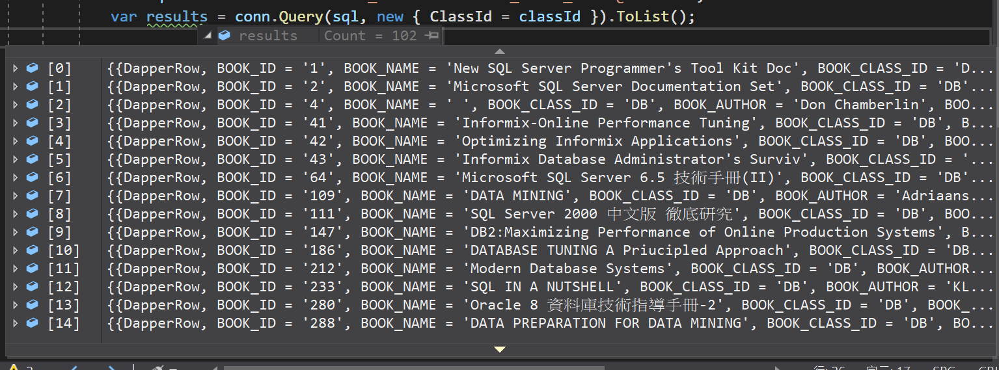 var results = conn.Query(sql, new { ClassId = classId }).ToList();
results Count = 102
[0] {{DapperRow, BOOK_ID = '1', BOOK_NAME = 'New SQL Server Programmer's Tool Kit Doc', BOOK_CLASS_ID = 'D...
[1] {{DapperRow, BOOK_ID = '2', BOOK_NAME = 'Microsoft SQL Server Documentation Set', BOOK_CLASS_ID = 'DB'...
[2] {{DapperRow, BOOK_ID = '4', BOOK_NAME = ' ', BOOK_CLASS_ID = 'DB', BOOK_AUTHOR = 'Don Chamberlin', BOO...
[3] {{DapperRow, BOOK_ID = '41', BOOK_NAME = 'Informix-Online Performance Tuning', BOOK_CLASS_ID = 'DB', B...
[4] {{DapperRow, BOOK_ID = '42', BOOK_NAME = 'Optimizing Informix Applications', BOOK_CLASS_ID = 'DB', BOO...
[5] {{DapperRow, BOOK_ID = '43', BOOK_NAME = 'Informix Database Administrator's Surviv', BOOK_CLASS_ID = '...
[6] {{DapperRow, BOOK_ID = '64', BOOK_NAME = 'Microsoft SQL Server 6.5 技術手冊(II)', BOOK_CLASS_ID = 'DB'...
[7] {{DapperRow, BOOK_ID = '109', BOOK_NAME = 'DATA MINING', BOOK_CLASS_ID = 'DB', BOOK_AUTHOR = 'Adriaans...
[8] {{DapperRow, BOOK_ID = '111', BOOK_NAME = 'SQL Server 2000 中文版 徹底研究', BOOK_CLASS_ID = 'DB', BOO...
[9] {{DapperRow, BOOK_ID = '147', BOOK_NAME = 'DB2:Maximizing Performance of Online Production Systems', B...
[10] {{DapperRow, BOOK_ID = '186', BOOK_NAME = 'DATABASE TUNING A Priucipled Approach', BOOK_CLASS_ID = 'DB...
[11] {{DapperRow, BOOK_ID = '212', BOOK_NAME = 'Modern Database Systems', BOOK_CLASS_ID = 'DB', BOOK_AUTHOR...
[12] {{DapperRow, BOOK_ID = '233', BOOK_NAME = 'SQL IN A NUTSHELL', BOOK_CLASS_ID = 'DB', BOOK_AUTHOR = 'KL...
[13] {{DapperRow, BOOK_ID = '280', BOOK_NAME = 'Oracle 8 資料庫技術指導手冊-2', BOOK_CLASS_ID = 'DB', BOOK_...
[14] {{DapperRow, BOOK_ID = '288', BOOK_NAME = 'DATA PREPARATION FOR DATA MINING', BOOK_CLASS_ID = 'DB', BO...